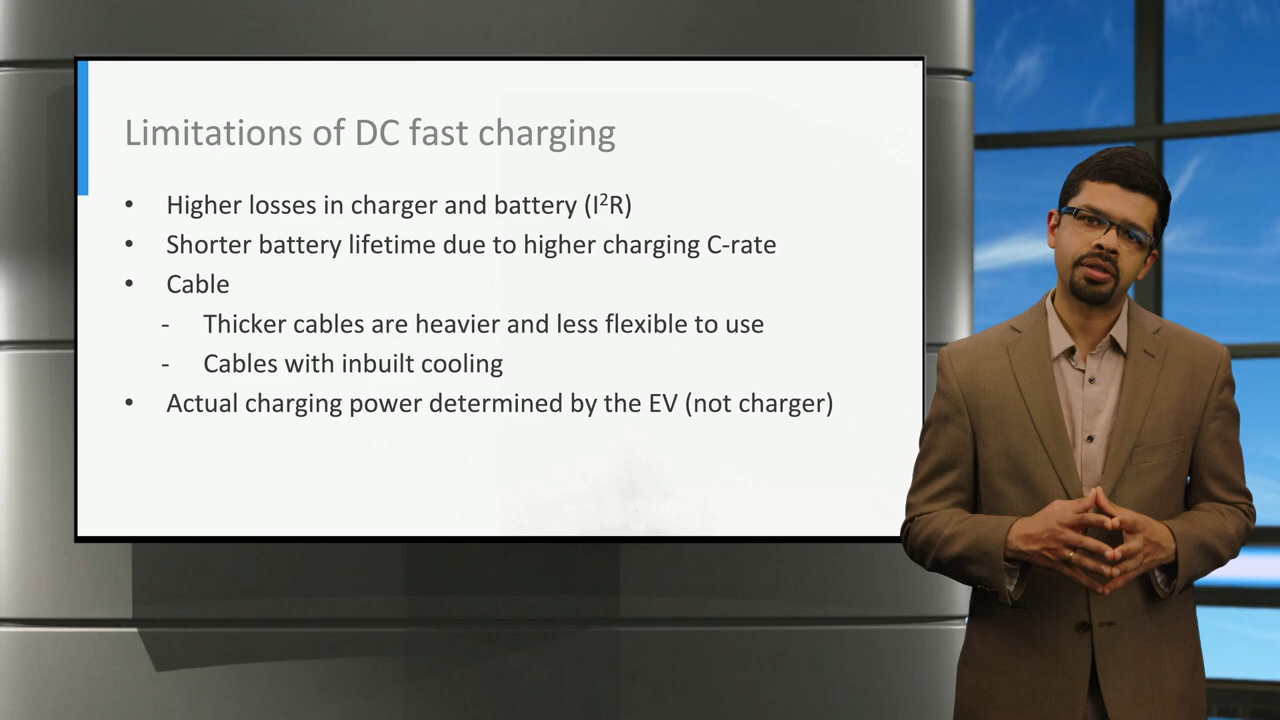 Limitations of DC fast charging
• Higher losses in charger and battery (I²R)
• Shorter battery lifetime due to higher charging C-rate
• Cable
- Thicker cables are heavier and less flexible to use
- Cables with inbuilt cooling
• Actual charging power determined by the EV (not charger)